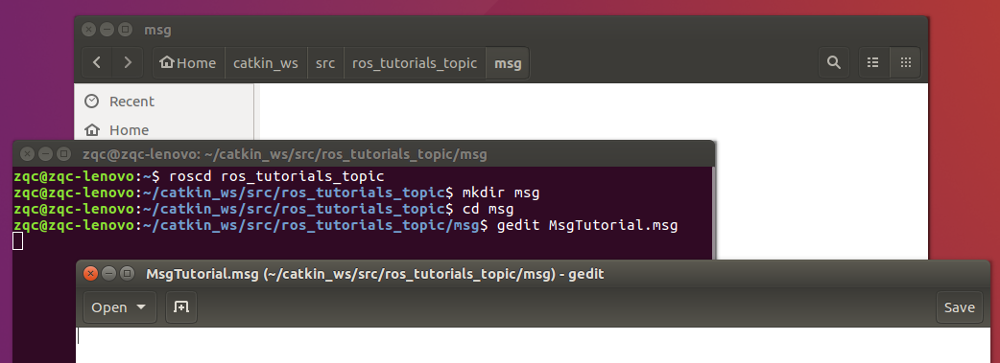 msg
Home catkin_ws src ros_tutorials_topic msg
Recent
Home
zqc@zqc-lenovo: ~/catkin_ws/src/ros_tutorials_topic/msg
zqc@zqc-lenovo:~$ roscd ros_tutorials_topic
zqc@zqc-lenovo:~/catkin_ws/src/ros_tutorials_topic$ mkdir msg
zqc@zqc-lenovo:~/catkin_ws/src/ros_tutorials_topic$ cd msg
zqc@zqc-lenovo:~/catkin_ws/src/ros_tutorials_topic/msg$ gedit MsgTutorial.msg
MsgTutorial.msg (~/catkin_ws/src/ros_tutorials_topic/msg) - gedit
Open Save